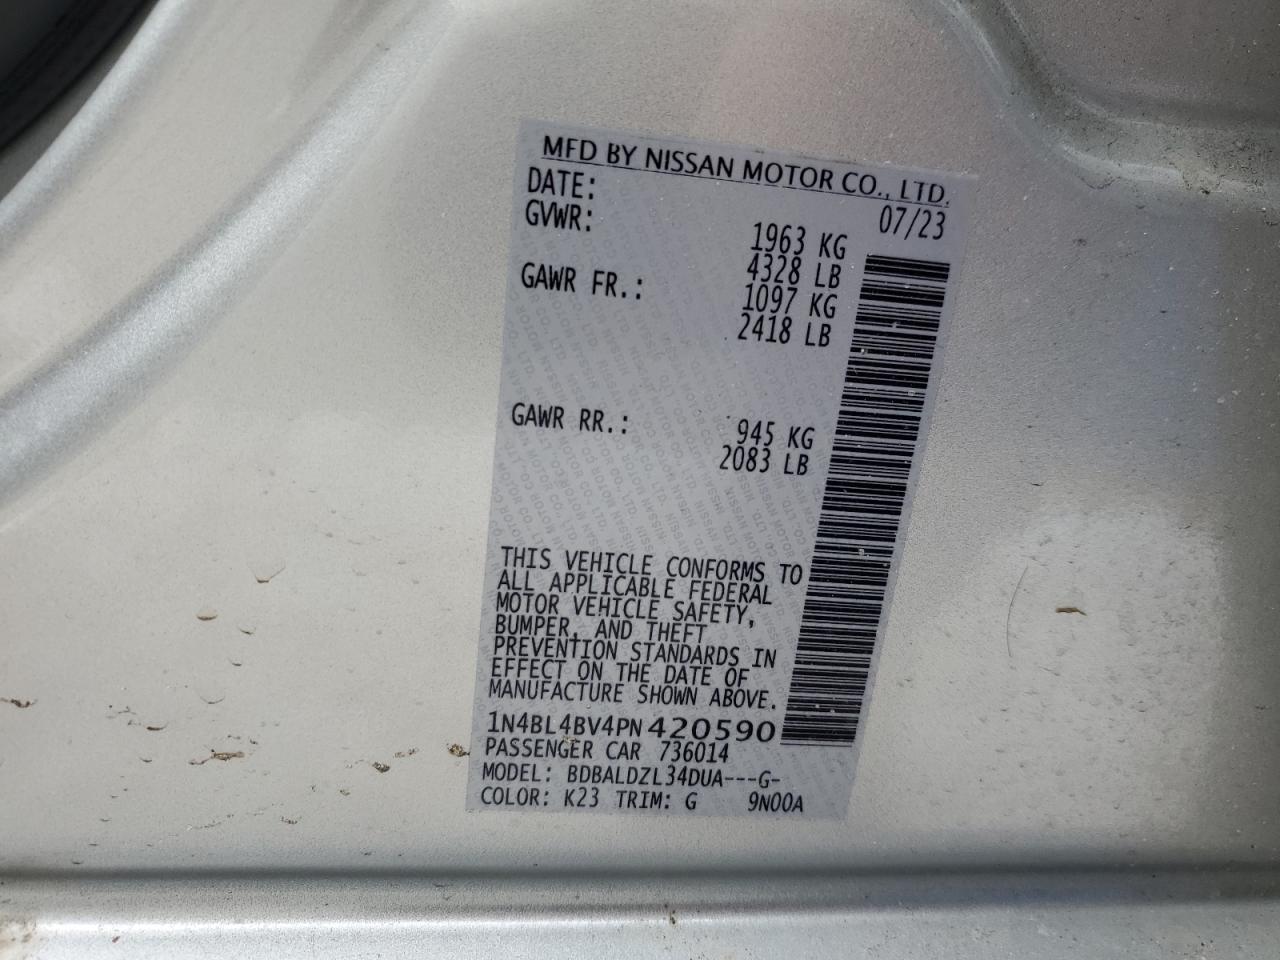 MFD BY NISSAN MOTOR CO., LTD.
DATE: 07/23
GVWR: 1963 KG
4328 LB
GAWR FR.: 1097 KG
2418 LB
GAWR RR.: 945 KG
2083 LB
THIS VEHICLE CONFORMS TO
ALL APPLICABLE FEDERAL
MOTOR VEHICLE SAFETY,
BUMPER, AND THEFT
PREVENTION STANDARDS IN
EFFECT ON THE DATE OF
MANUFACTURE SHOWN ABOVE.
1N4BL4BV4PN420590
PASSENGER CAR 736014
MODEL: BDBALDZL34DUA---G-
COLOR: K23 TRIM: G 9N00A